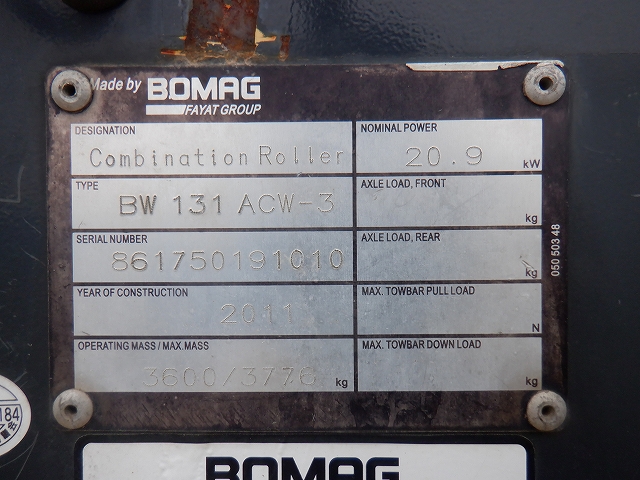 Made by BOMAG
FAYAT GROUP
DESIGNATION
Combination Roller
NOMINAL POWER
20.9 kW
TYPE
BW 131 ACW-3
AXLE LOAD, FRONT
kg
SERIAL NUMBER
861750191010
AXLE LOAD, REAR
kg
YEAR OF CONSTRUCTION
2011
MAX. TOWBAR PULL LOAD
N
OPERATING MASS / MAX. MASS
3600/3776 kg
MAX. TOWBAR DOWN LOAD
kg
050 503 48
184
BOMAG